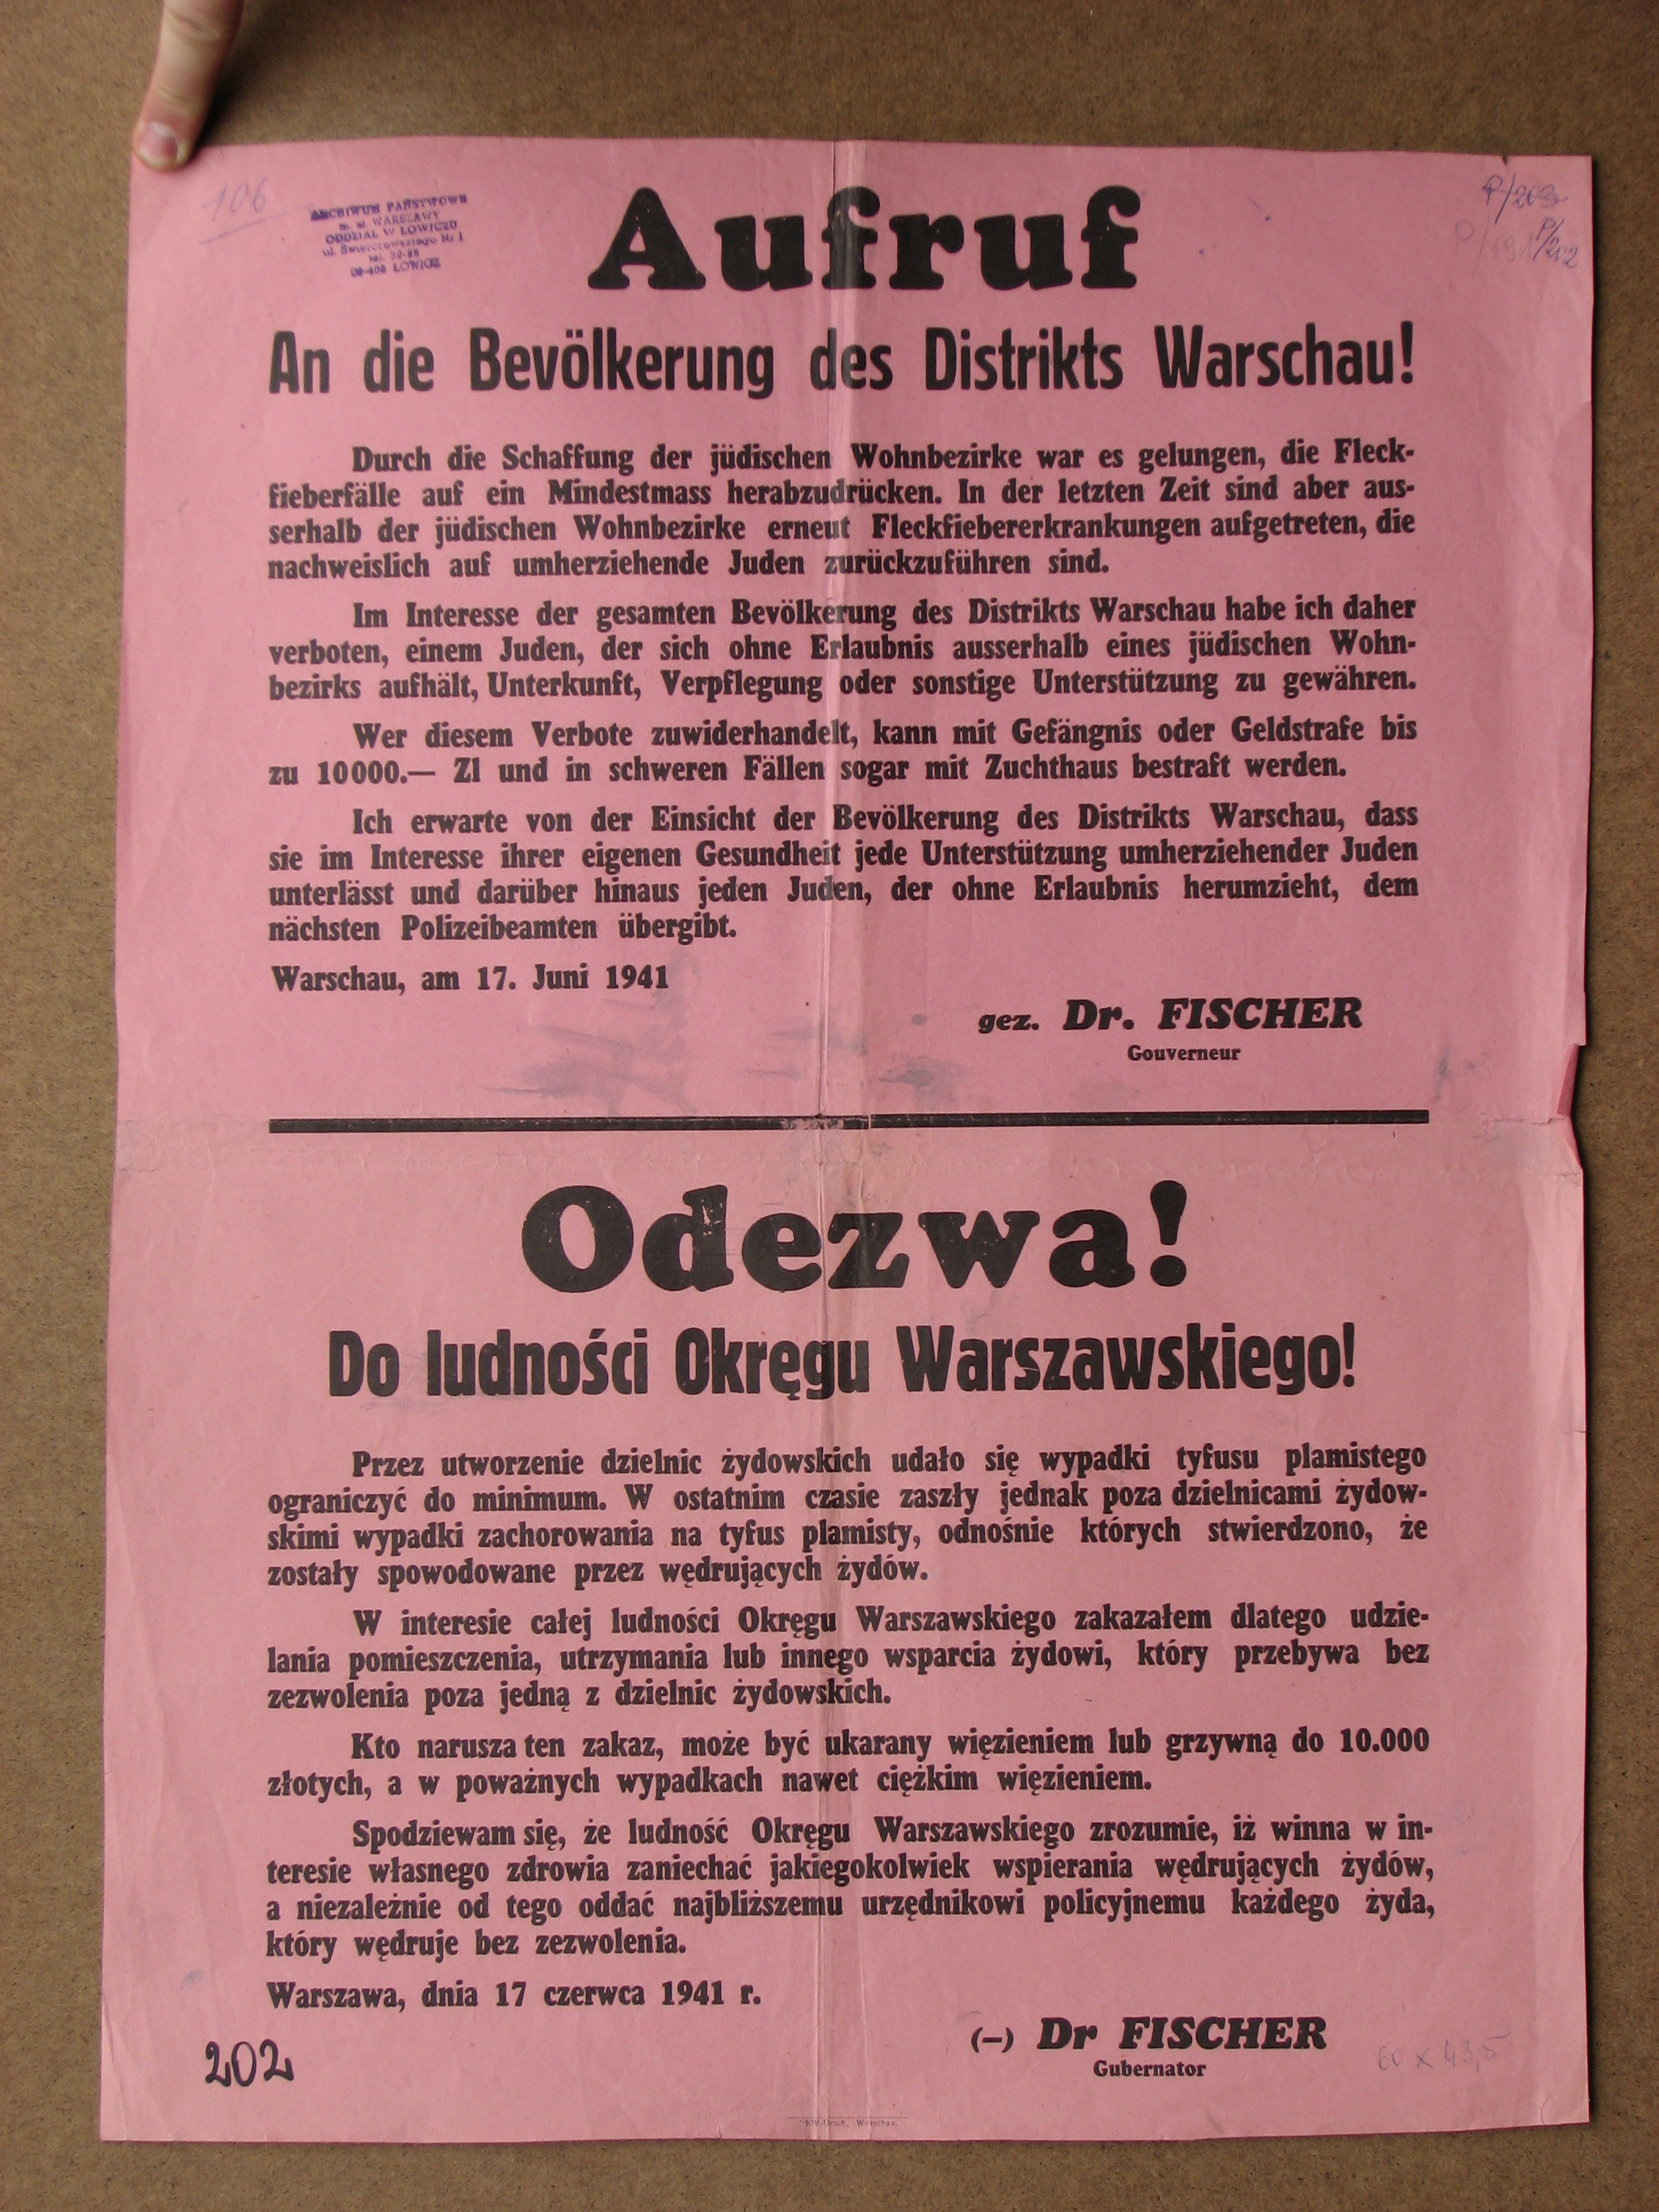 106
ARCHIWUM PAŃSTWOWE
m. st. WARSZAWY
ODDZIAŁ W ŁOWICZU
ul. Świerczewskiego Nr 1
tel.
ŁOWICZ
P/203
P/202
Aufruf
An die Bevölkerung des Distrikts Warschau!
Durch die Schaffung der jüdischen Wohnbezirke war es gelungen, die Fleck-
fieberfälle auf ein Mindestmass herabzudrücken. In der letzten Zeit sind aber aus-
serhalb der jüdischen Wohnbezirke erneut Fleckfiebererkrankungen aufgetreten, die
nachweislich auf umherziehende Juden zurückzuführen sind.
Im Interesse der gesamten Bevölkerung des Distrikts Warschau habe ich daher
verboten, einem Juden, der sich ohne Erlaubnis ausserhalb eines jüdischen Wohn-
bezirks aufhält, Unterkunft, Verpflegung oder sonstige Unterstützung zu gewähren.
Wer diesem Verbote zuwiderhandelt, kann mit Gefängnis oder Geldstrafe bis
zu 10000.— Zl und in schweren Fällen sogar mit Zuchthaus bestraft werden.
Ich erwarte von der Einsicht der Bevölkerung des Distrikts Warschau, dass
sie im Interesse ihrer eigenen Gesundheit jede Unterstützung umherziehender Juden
unterlässt und darüber hinaus jeden Juden, der ohne Erlaubnis herumzieht, dem
nächsten Polizeibeamten übergibt.
Warschau, am 17. Juni 1941
gez. Dr. FISCHER
Gouverneur
Odezwa!
Do ludności Okręgu Warszawskiego!
Przez utworzenie dzielnic żydowskich udało się wypadki tyfusu plamistego
ograniczyć do minimum. W ostatnim czasie zaszły jednak poza dzielnicami żydow-
skimi wypadki zachorowania na tyfus plamisty, odnośnie których stwierdzono, że
zostały spowodowane przez wędrujących żydów.
W interesie całej ludności Okręgu Warszawskiego zakazałem dlatego udzie-
lania pomieszczenia, utrzymania lub innego wsparcia żydowi, który przebywa bez
zezwolenia poza jedną z dzielnic żydowskich.
Kto narusza ten zakaz, może być ukarany więzieniem lub grzywną do 10.000
złotych, a w poważnych wypadkach nawet ciężkim więzieniem.
Spodziewam się, że ludność Okręgu Warszawskiego zrozumie, iż winna w in-
teresie własnego zdrowia zaniechać jakiegokolwiek wspierania wędrujących żydów,
a niezależnie od tego oddać najbliższemu urzędnikowi policyjnemu każdego żyda,
który wędruje bez zezwolenia.
Warszawa, dnia 17 czerwca 1941 r.
(—) Dr FISCHER
Gubernator
202
60 x 43,5
Warschau.